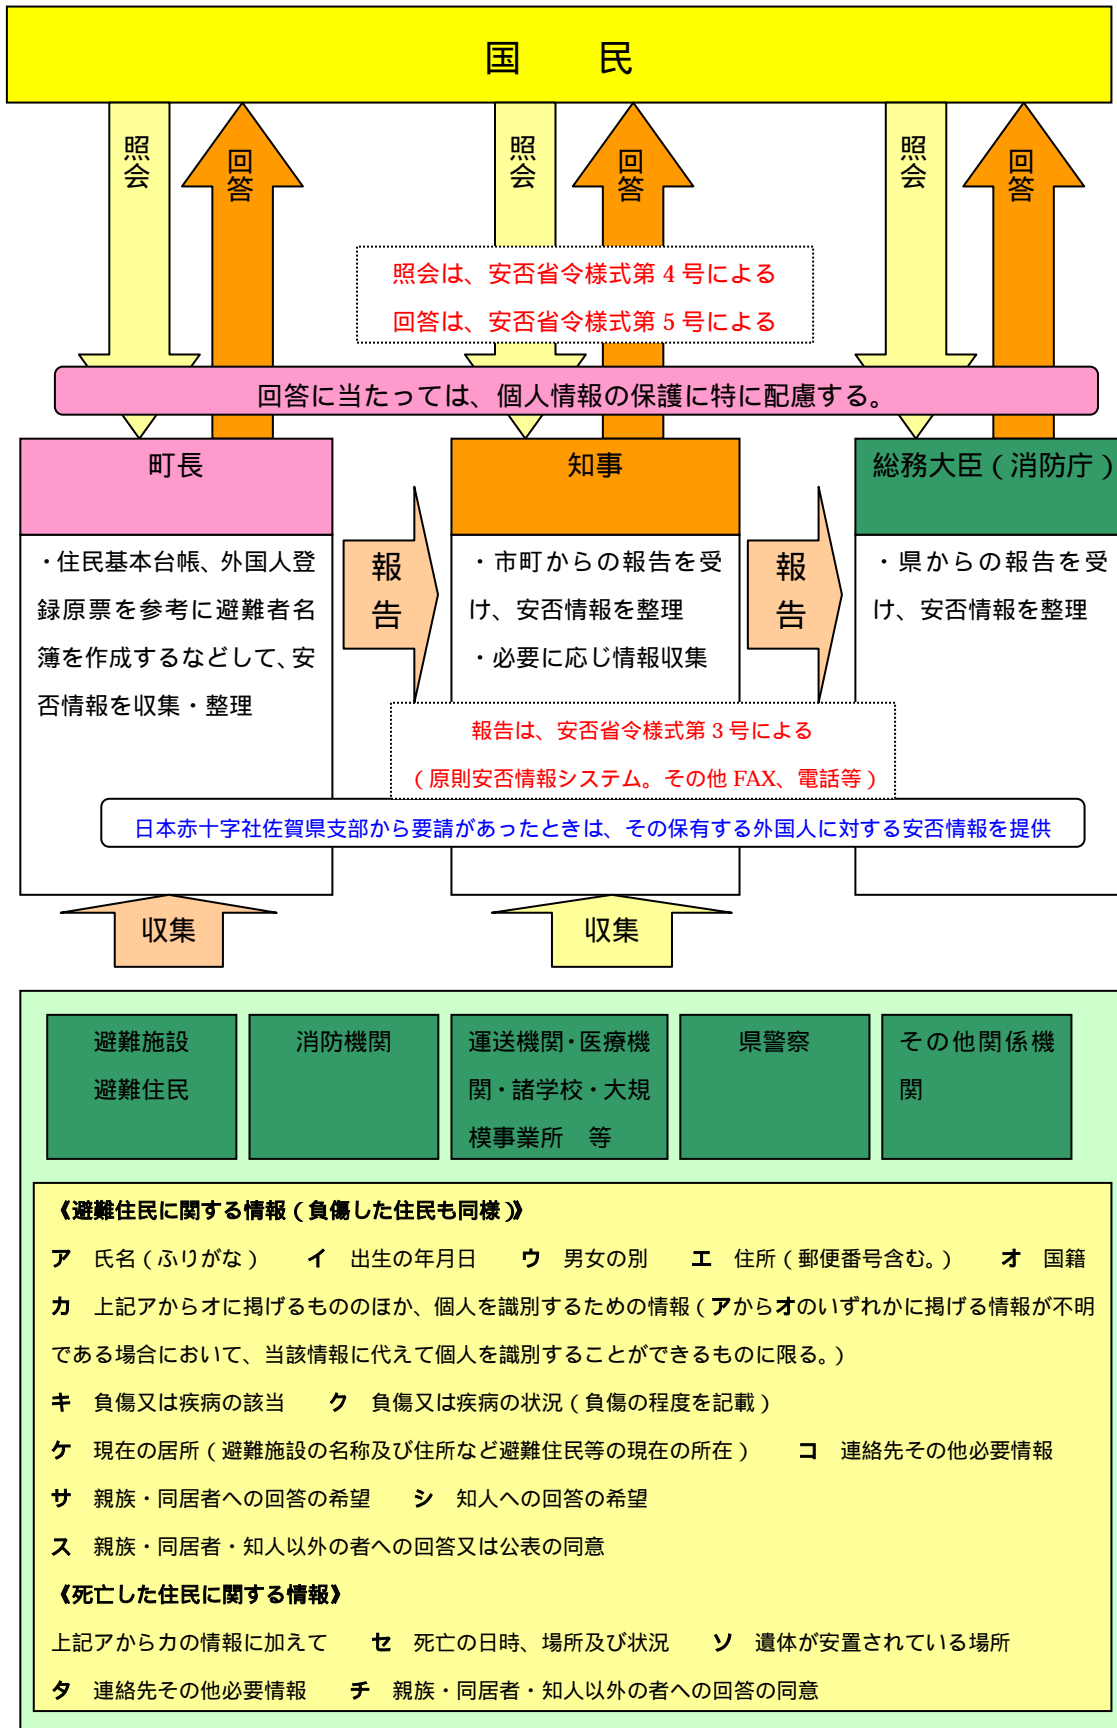 国　民
照会
回答
照会
回答
照会
回答
照会は、安否省令様式第４号による
回答は、安否省令様式第５号による
回答に当たっては、個人情報の保護に特に配慮する。
町長
・住民基本台帳、外国人登
録原票を参考に避難者名
簿を作成するなどして、安
否情報を収集・整理
報告
知事
・市町からの報告を受
け、安否情報を整理
・必要に応じ情報収集
報告
総務大臣（消防庁）
・県からの報告を受
け、安否情報を整理
報告は、安否省令様式第３号による
（原則安否情報システム。その他 FAX、電話等）
日本赤十字社佐賀県支部から要請があったときは、その保有する外国人に対する安否情報を提供
収集
収集
避難施設
避難住民
消防機関
運送機関・医療機
関・諸学校・大規
模事業所　等
県警察
その他関係機
関
《避難住民に関する情報（負傷した住民も同様）》
ア　氏名（ふりがな）　イ　出生の年月日　ウ　男女の別　エ　住所（郵便番号含む。）　オ　国籍
カ　上記アからオに掲げるもののほか、個人を識別するための情報（アからオのいずれかに掲げる情報が不明
である場合において、当該情報に代えて個人を識別することができるものに限る。）
キ　負傷又は疾病の該当　ク　負傷又は疾病の状況（負傷の程度を記載）
ケ　現在の居所（避難施設の名称及び住所など避難住民等の現在の所在）　コ　連絡先その他必要情報
サ　親族・同居者への回答の希望　シ　知人への回答の希望
ス　親族・同居者・知人以外の者への回答又は公表の同意
《死亡した住民に関する情報》
上記アからカの情報に加えて　セ　死亡の日時、場所及び状況　ソ　遺体が安置されている場所
タ　連絡先その他必要情報　チ　親族・同居者・知人以外の者への回答の同意